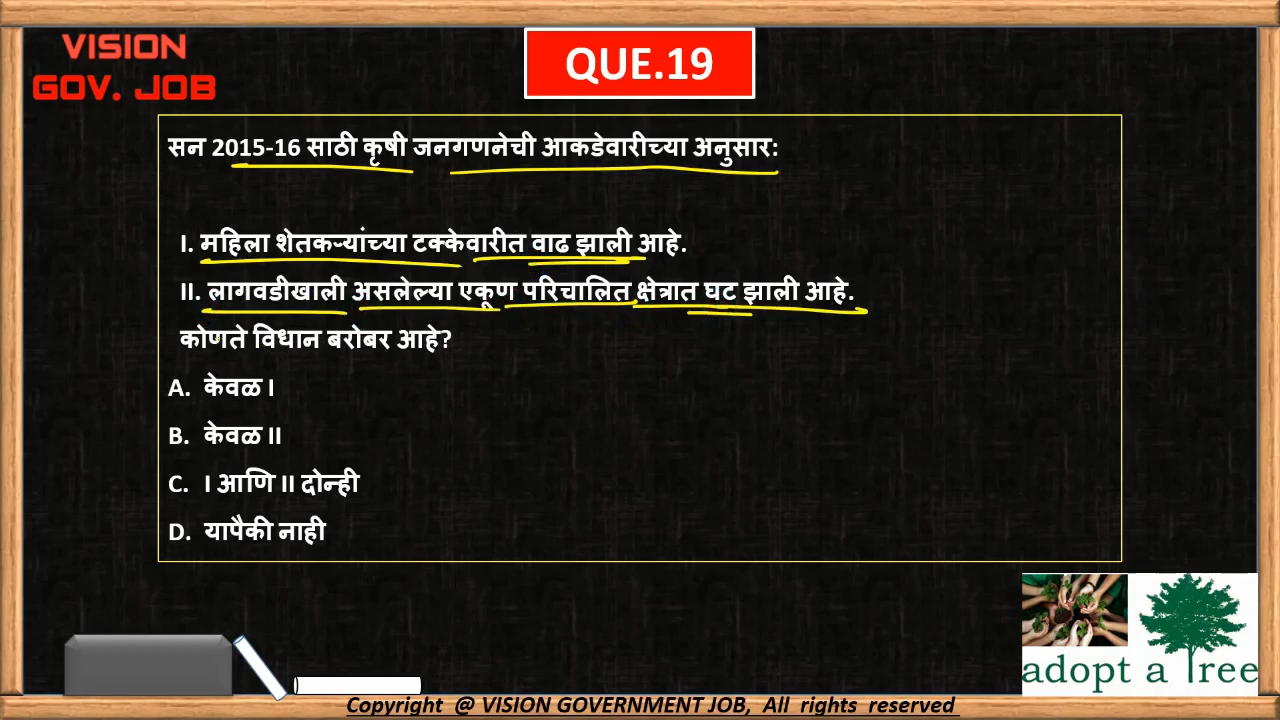 VISION
GOV. JOB
QUE.19
सन 2015-16 साठी कृषी जनगणनेची आकडेवारीच्या अनुसार:
I. महिला शेतकऱ्यांच्या टक्केवारीत वाढ झाली आहे.
II. लागवडीखाली असलेल्या एकूण परिचालित क्षेत्रात घट झाली आहे.
कोणते विधान बरोबर आहे?
A. केवळ I
B. केवळ II
C. I आणि II दोन्ही
D. यापैकी नाही
adopt a Tree
Copyright @ VISION GOVERNMENT JOB, All rights reserved